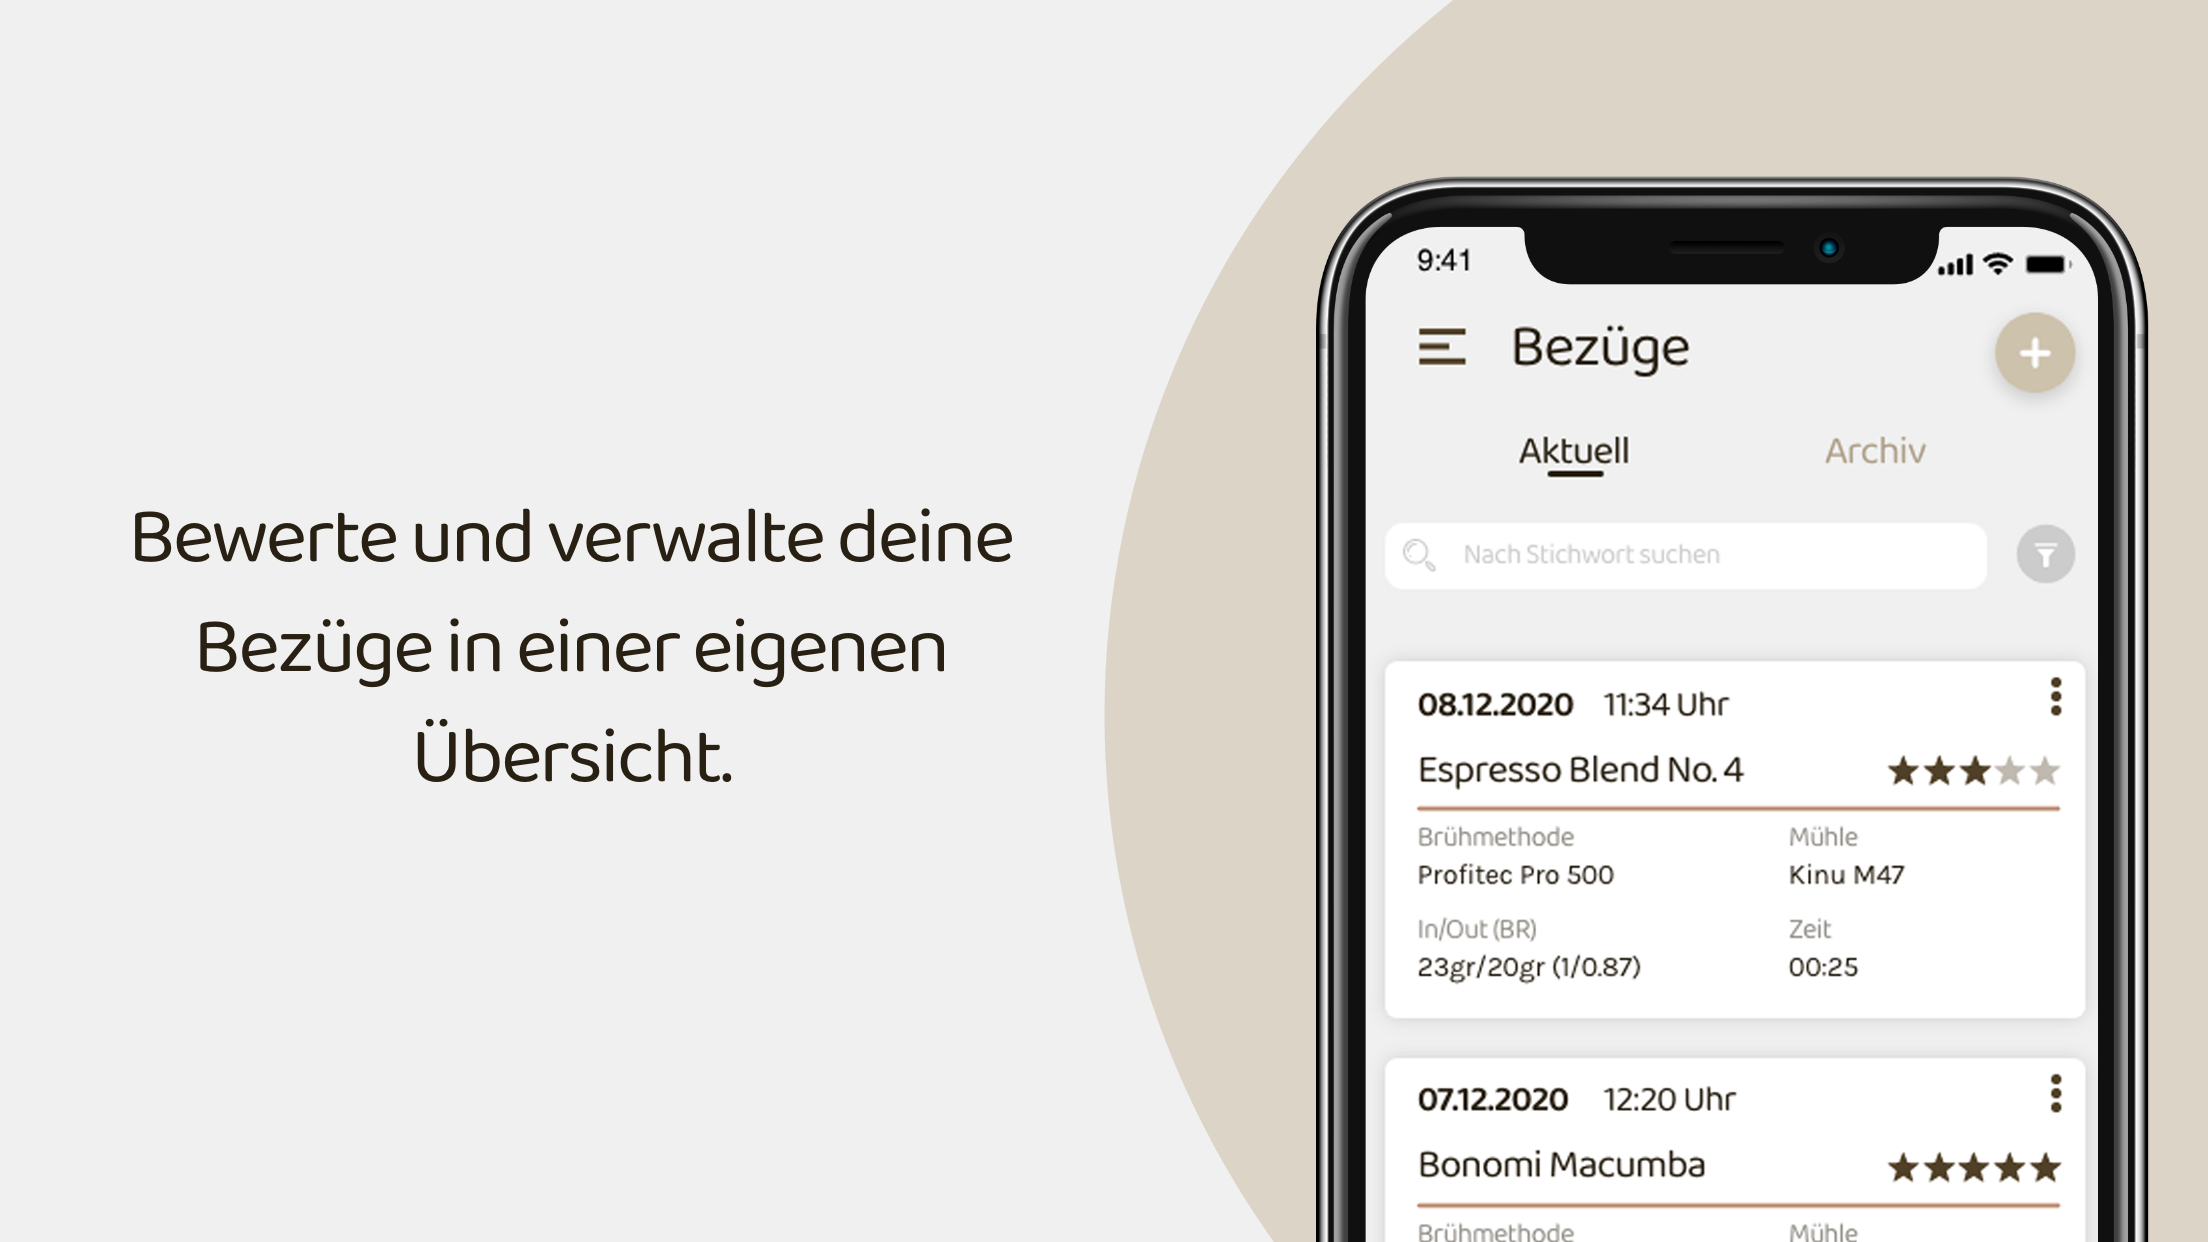 Bewerte und verwalte deine
Bezüge in einer eigenen
Übersicht.
9:41
Bezüge
Aktuell Archiv
Nach Stichwort suchen
08.12.2020 11:34 Uhr
Espresso Blend No. 4
Brühmethode Mühle
Profitec Pro 500 Kinu M47
In/Out (BR) Zeit
23gr/20gr (1/0.87) 00:25
07.12.2020 12:20 Uhr
Bonomi Macumba
Brühmethode Mühle